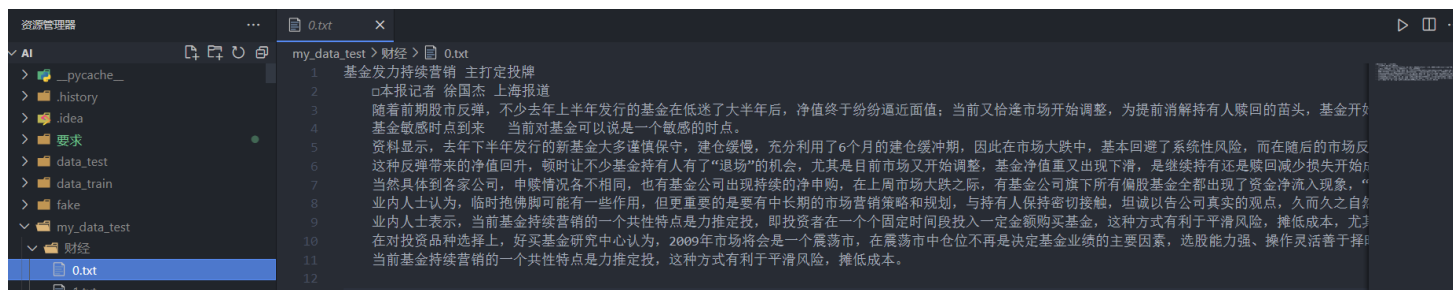 资源管理器
AI
__pycache__
.history
.idea
要求
data_test
data_train
fake
my_data_test
财经
0.txt
0.txt
my_data_test > 财经 > 0.txt
1 基金发力持续营销 主打定投牌
2 □本报记者 徐国杰 上海报道
3 随着前期股市反弹，不少去年上半年发行的基金在低迷了大半年后，净值终于纷纷逼近面值；当前又恰逢市场开始调整，为提前消解持有人赎回的苗头，基金开
4 基金敏感时点到来 当前对基金可以说是一个敏感的时点。
5 资料显示，去年下半年发行的新基金大多谨慎保守，建仓缓慢，充分利用了6个月的建仓缓冲期，因此在市场大跌中，基本回避了系统性风险，而在随后的市场反
6 这种反弹带来的净值回升，顿时让不少基金持有人有了“退场”的机会，尤其是目前市场又开始调整，基金净值重又出现下滑，是继续持有还是赎回减少损失开始
7 当然具体到各家公司，申赎情况各不相同，也有基金公司出现持续的净申购，在上周市场大跌之际，有基金公司旗下所有偏股基金全都出现了资金净流入现象，“
8 业内人士认为，临时抱佛脚可能有一些作用，但更重要的是要有中长期的市场营销策略和规划，与持有人保持密切接触，坦诚以告公司真实的观点，久而久之自
9 业内人士表示，当前基金持续营销的一个共性特点是力推定投，即投资者在一个个固定时间段投入一定金额购买基金，这种方式有利于平滑风险，摊低成本，尤
10 在对投资品种选择上，好买基金研究中心认为，2009年市场将会是一个震荡市，在震荡市中仓位不再是决定基金业绩的主要因素，选股能力强、操作灵活善于择
11 当前基金持续营销的一个共性特点是力推定投，这种方式有利于平滑风险，摊低成本。
12